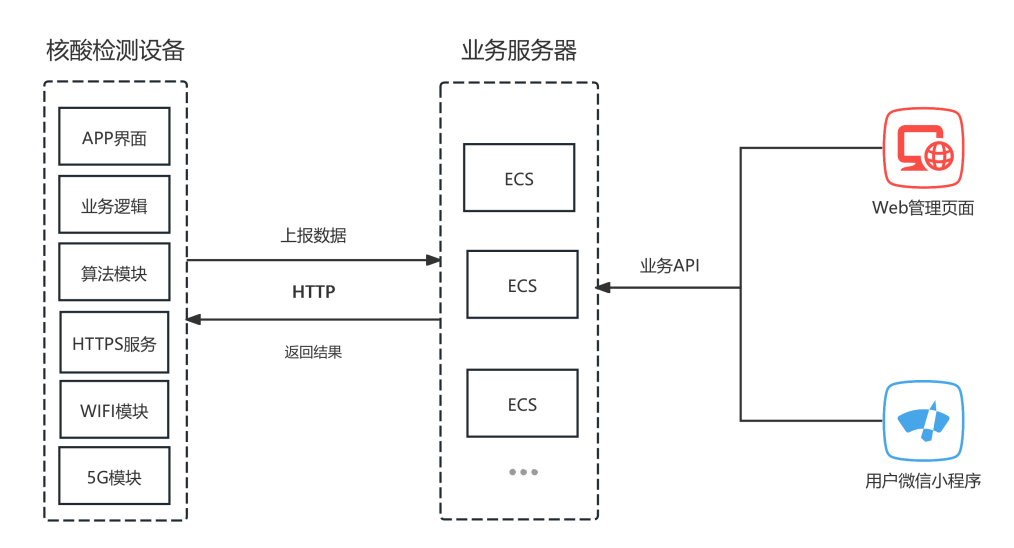 核酸检测设备
APP界面
业务逻辑
算法模块
HTTPS服务
WIFI模块
5G模块
上报数据
HTTP
返回结果
业务服务器
ECS
ECS
ECS
业务API
Web管理页面
用户微信小程序